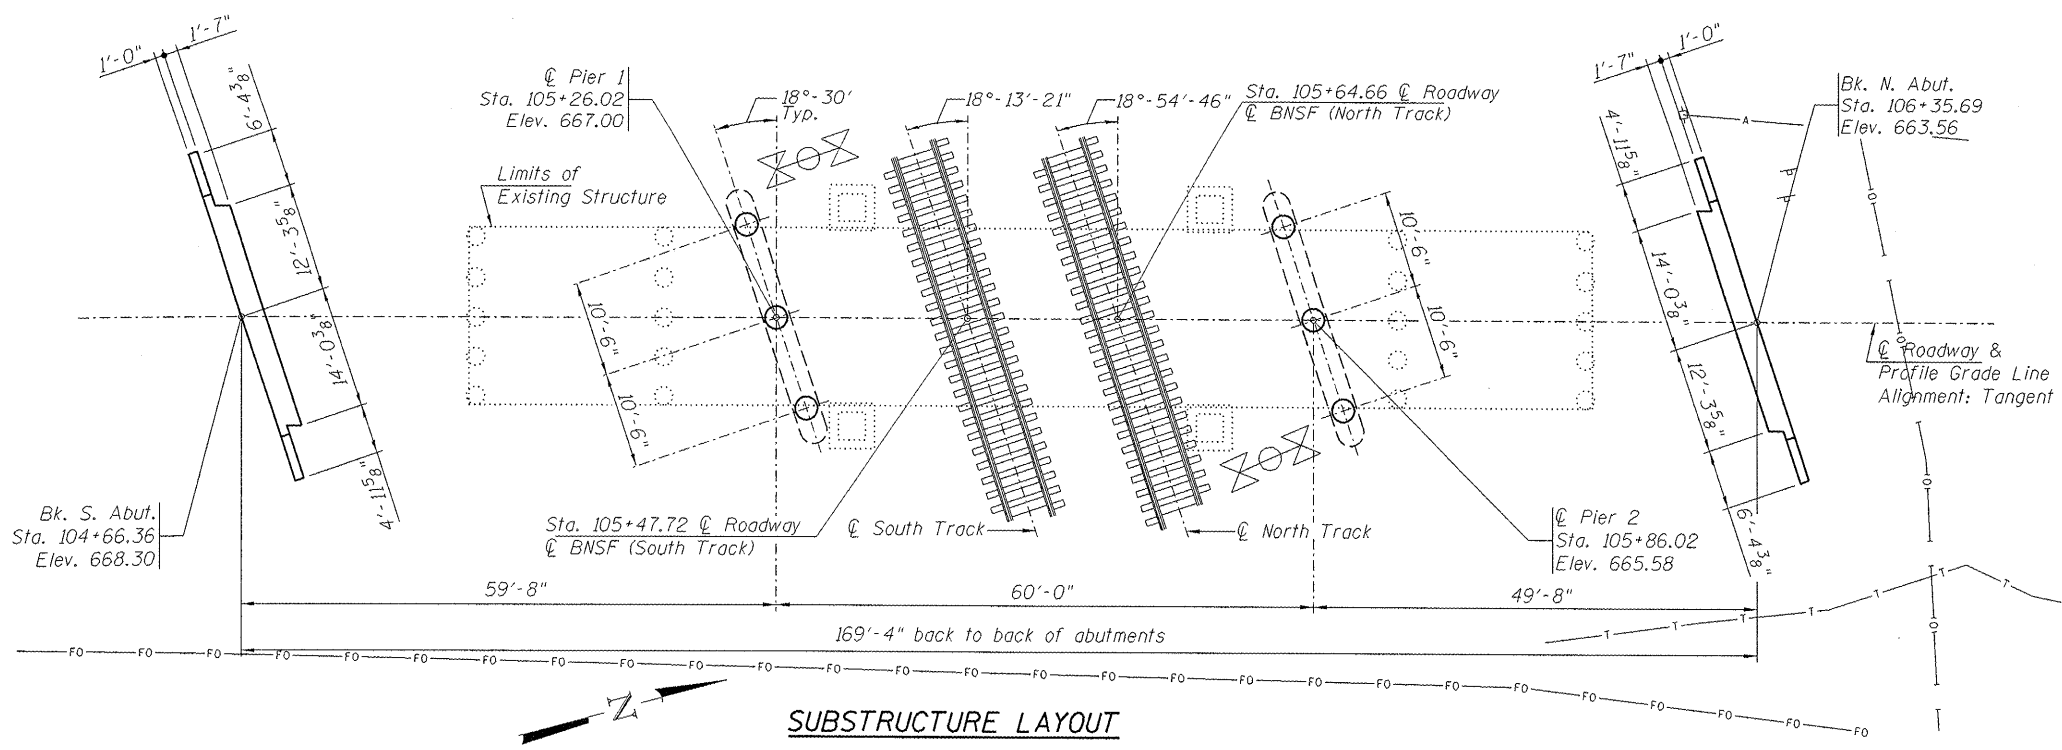 1'-0"
1'-7"
6'-4 3/8"
12'-3 5/8"
14'-0 3/8"
4'-11 5/8"
Bk. S. Abut.
Sta. 104+66.36
Elev. 668.30
℄ Pier 1
Sta. 105+26.02
Elev. 667.00
Limits of
Existing Structure
18°-30'
Typ.
18°-13'-21"
18°-54'-46"
Sta. 105+64.66 ℄ Roadway
℄ BNSF (North Track)
10'-6"
10'-6"
10'-6"
10'-6"
Sta. 105+47.72 ℄ Roadway
℄ BNSF (South Track)
℄ South Track
℄ North Track
℄ Pier 2
Sta. 105+86.02
Elev. 665.58
1'-7"
1'-0"
4'-11 5/8"
14'-0 3/8"
12'-3 5/8"
6'-4 3/8"
A
Bk. N. Abut.
Sta. 106+35.69
Elev. 663.56
℄ Roadway &
Profile Grade Line
Alignment: Tangent
59'-8"
60'-0"
49'-8"
169'-4" back to back of abutments
T T T T T T
FO FO FO FO FO FO FO FO FO FO FO FO FO FO FO FO FO FO FO FO FO FO FO FO FO FO FO
N
SUBSTRUCTURE LAYOUT